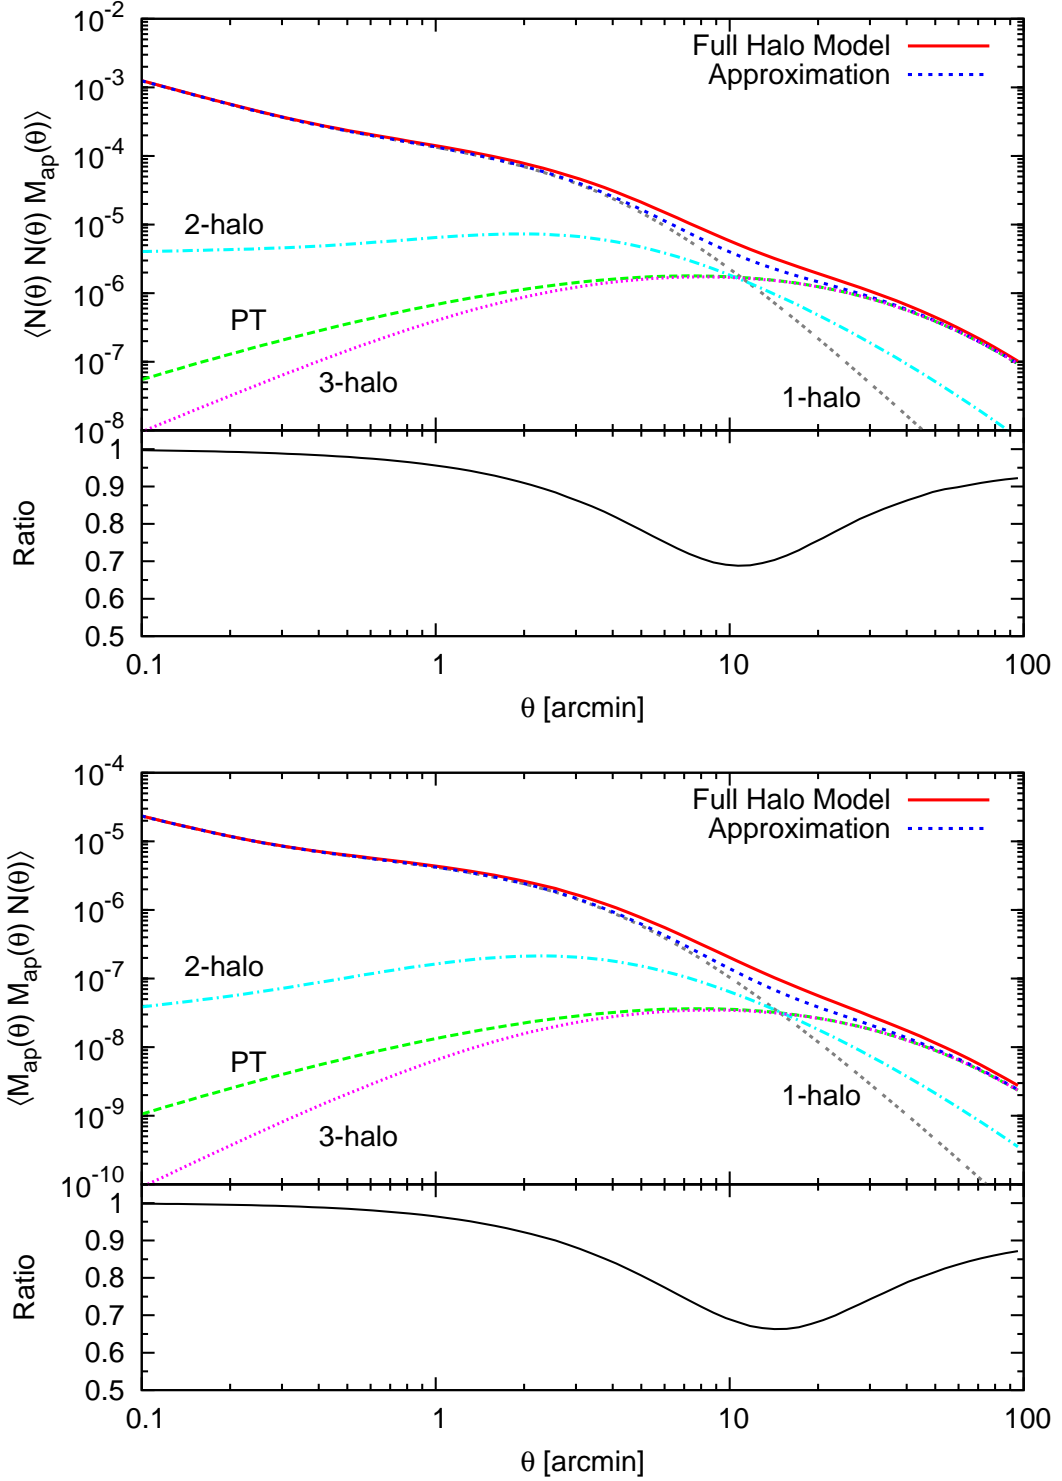 10^-2
Full Halo Model
Approximation
10^-3
10^-4
10^-5
10^-6
10^-7
10^-8
⟨N(θ) N(θ) M_ap(θ)⟩
2-halo
PT
3-halo
1-halo
1
0.9
0.8
0.7
0.6
0.5
Ratio
0.1 1 10 100
θ [arcmin]
10^-4
Full Halo Model
Approximation
10^-5
10^-6
10^-7
10^-8
10^-9
10^-10
⟨M_ap(θ) M_ap(θ) N(θ)⟩
2-halo
PT
3-halo
1-halo
1
0.9
0.8
0.7
0.6
0.5
Ratio
0.1 1 10 100
θ [arcmin]